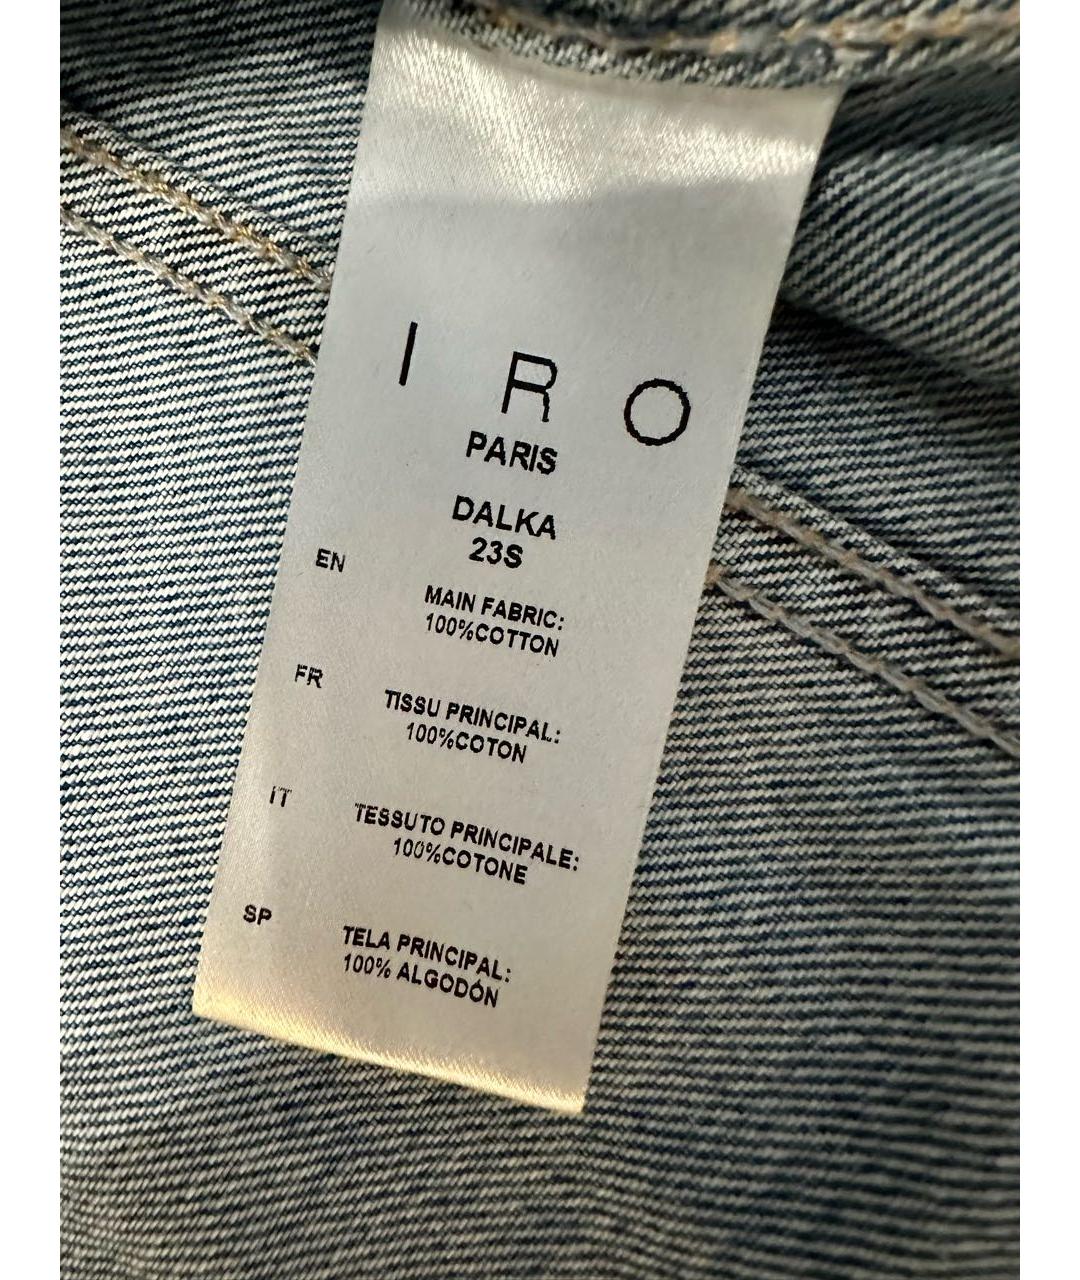 I R O
PARIS
DALKA
23S
EN
MAIN FABRIC:
100%COTTON
FR
TISSU PRINCIPAL:
100%COTON
IT
TESSUTO PRINCIPALE:
100%COTONE
SP
TELA PRINCIPAL:
100% ALGODÓN